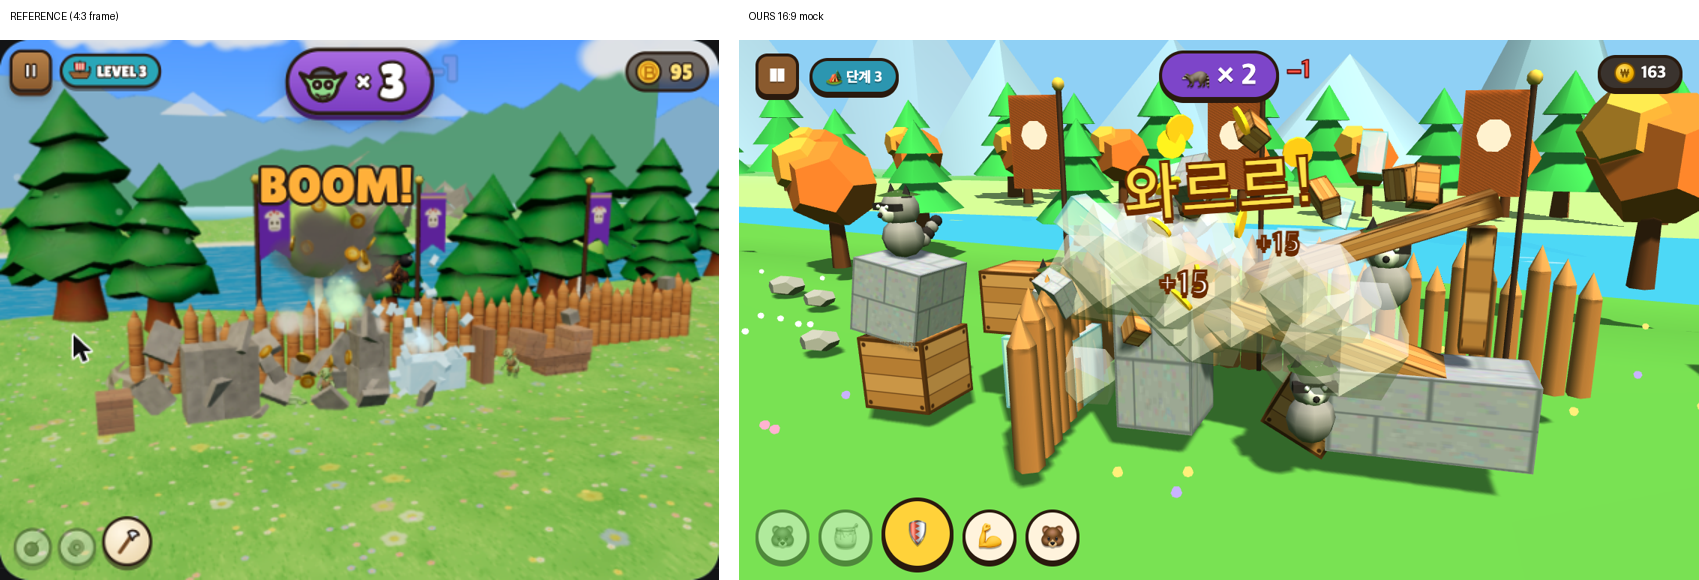 REFERENCE (4:3 frame)
LEVEL 3
× 3
-1
95
BOOM!
OURS 16:9 mock
단계 3
× 2
-1
163
와르르!
+15
+15